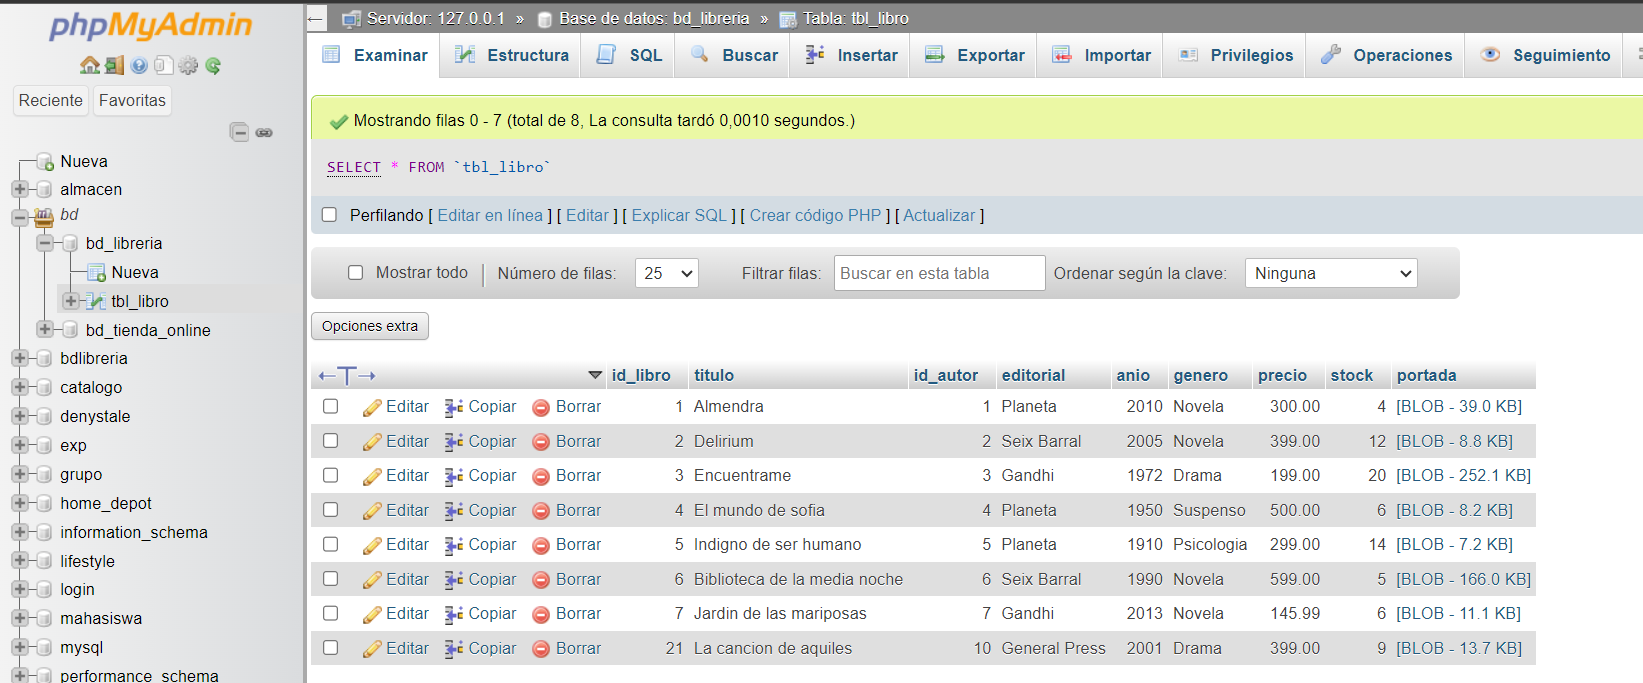 phpMyAdmin
Reciente Favoritas
Nueva
almacen
bd
bd_libreria
Nueva
tbl_libro
bd_tienda_online
bdlibreria
catalogo
denystale
exp
grupo
home_depot
information_schema
lifestyle
login
mahasiswa
mysql
performance_schema
Servidor: 127.0.0.1 » Base de datos: bd_libreria » Tabla: tbl_libro
Examinar Estructura SQL Buscar Insertar Exportar Importar Privilegios Operaciones Seguimiento
Mostrando filas 0 - 7 (total de 8, La consulta tardó 0,0010 segundos.)
SELECT * FROM `tbl_libro`
Perfilando [ Editar en línea ] [ Editar ] [ Explicar SQL ] [ Crear código PHP ] [ Actualizar ]
Mostrar todo Número de filas: 25 Filtrar filas: Buscar en esta tabla Ordenar según la clave: Ninguna
Opciones extra
←T→ id_libro titulo id_autor editorial anio genero precio stock portada
Editar Copiar Borrar 1 Almendra 1 Planeta 2010 Novela 300.00 4 [BLOB - 39.0 KB]
Editar Copiar Borrar 2 Delirium 2 Seix Barral 2005 Novela 399.00 12 [BLOB - 8.8 KB]
Editar Copiar Borrar 3 Encuentrame 3 Gandhi 1972 Drama 199.00 20 [BLOB - 252.1 KB]
Editar Copiar Borrar 4 El mundo de sofia 4 Planeta 1950 Suspenso 500.00 6 [BLOB - 8.2 KB]
Editar Copiar Borrar 5 Indigno de ser humano 5 Planeta 1910 Psicologia 299.00 14 [BLOB - 7.2 KB]
Editar Copiar Borrar 6 Biblioteca de la media noche 6 Seix Barral 1990 Novela 599.00 5 [BLOB - 166.0 KB]
Editar Copiar Borrar 7 Jardin de las mariposas 7 Gandhi 2013 Novela 145.99 6 [BLOB - 11.1 KB]
Editar Copiar Borrar 21 La cancion de aquiles 10 General Press 2001 Drama 399.00 9 [BLOB - 13.7 KB]